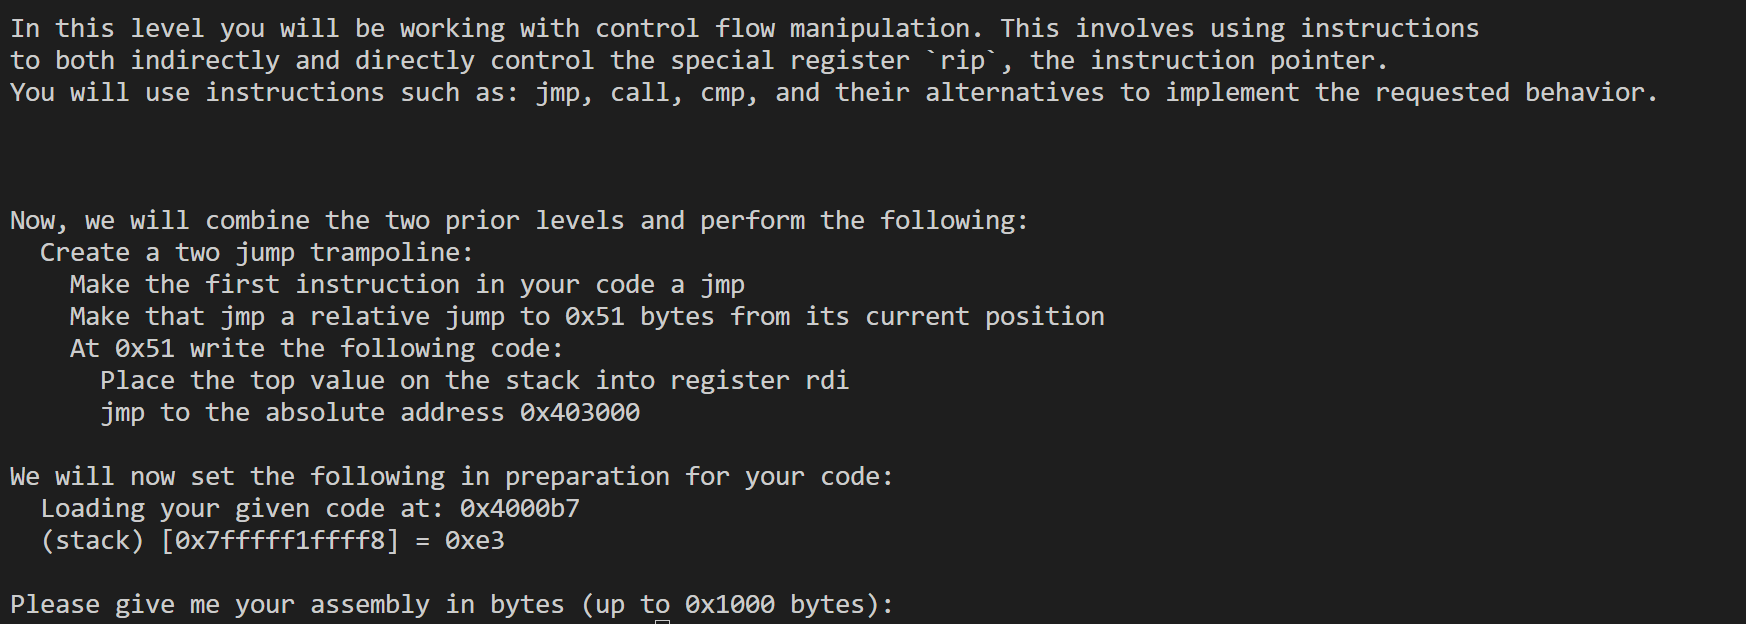 In this level you will be working with control flow manipulation. This involves using instructions
to both indirectly and directly control the special register `rip`, the instruction pointer.
You will use instructions such as: jmp, call, cmp, and their alternatives to implement the requested behavior.
Now, we will combine the two prior levels and perform the following:
Create a two jump trampoline:
Make the first instruction in your code a jmp
Make that jmp a relative jump to 0x51 bytes from its current position
At 0x51 write the following code:
Place the top value on the stack into register rdi
jmp to the absolute address 0x403000
We will now set the following in preparation for your code:
Loading your given code at: 0x4000b7
(stack) [0x7fffff1ffff8] = 0xe3
Please give me your assembly in bytes (up to 0x1000 bytes):